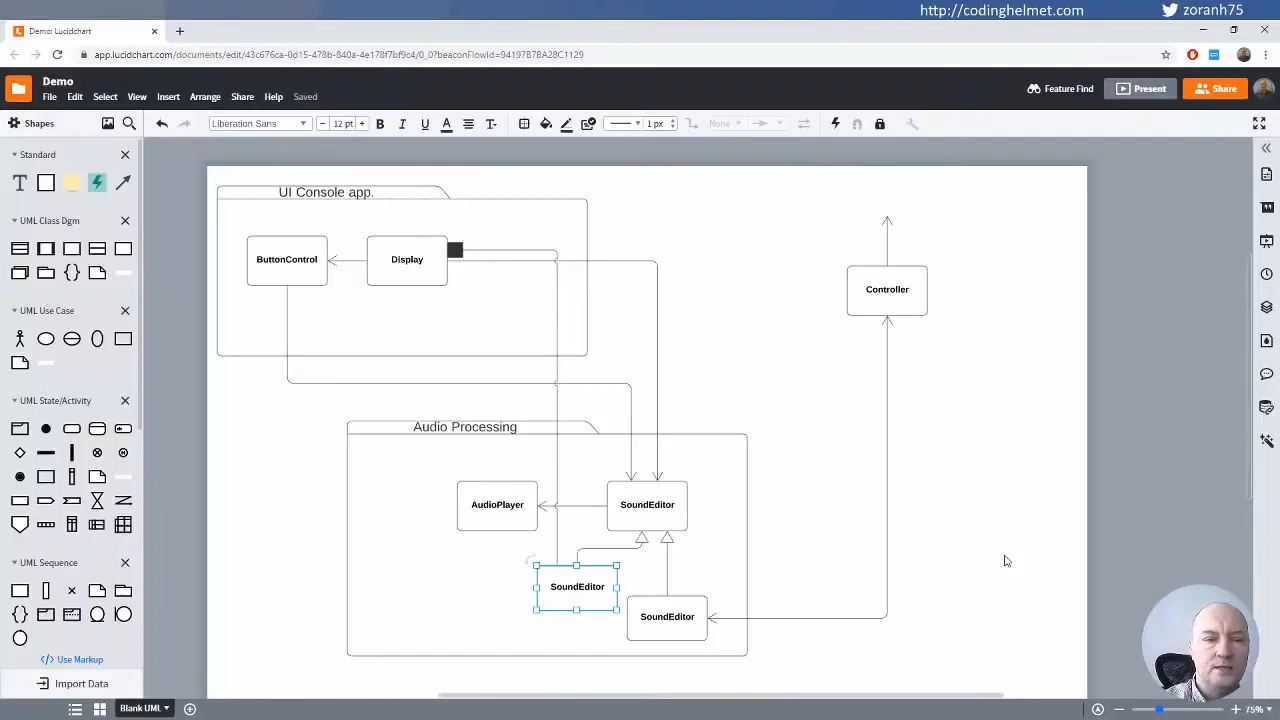 http://codinghelmet.com zoranh75
Demo: Lucidchart
app.lucidchart.com/documents/edit/43c676ca-0d15-478b-840a-4e178f7bf9c4/0_0?beaconFlowId=94197B7BA28C1129
Demo
File Edit Select View Insert Arrange Share Help Saved
Feature Find Present Share
Shapes Liberation Sans 12 pt 1 px None
Standard
UML Class Dgm
UML Use Case
UML State/Activity
UML Sequence
Use Markup
Import Data
UI Console app.
ButtonControl Display
Controller
Audio Processing
AudioPlayer SoundEditor
SoundEditor
SoundEditor
Blank UML 75%